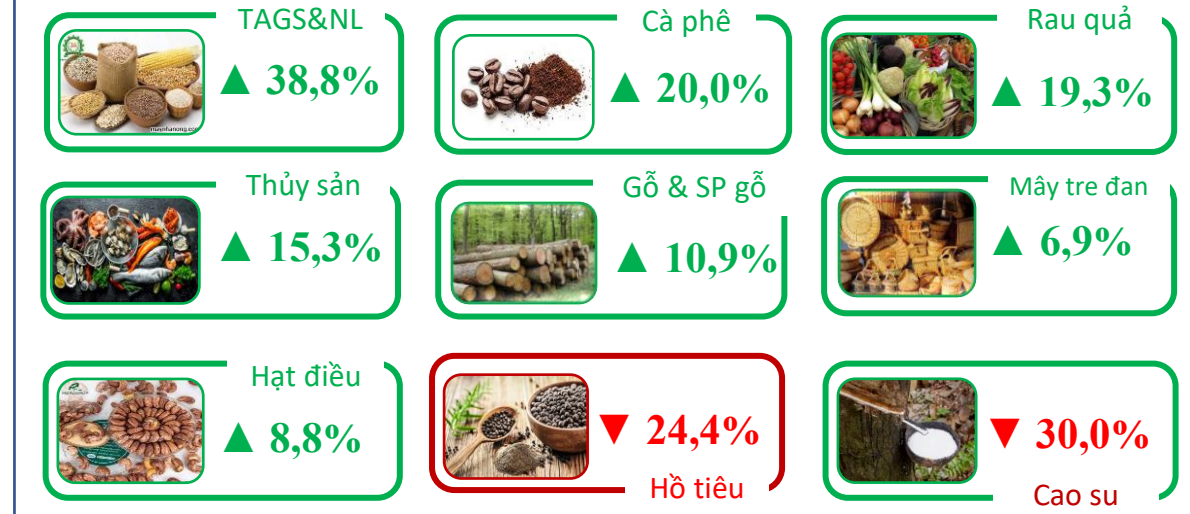 TAGS&NL
▲ 38,8%
Cà phê
▲ 20,0%
Rau quả
▲ 19,3%
Thủy sản
▲ 15,3%
Gỗ & SP gỗ
▲ 10,9%
Mây tre đan
▲ 6,9%
Hạt điều
▲ 8,8%
▼ 24,4%
Hồ tiêu
▼ 30,0%
Cao su